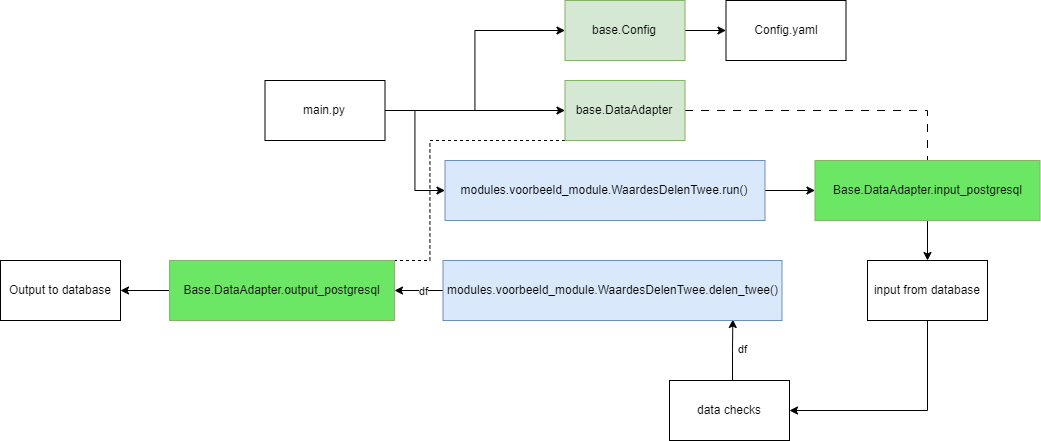 base.Config
Config.yaml
main.py
base.DataAdapter
modules.voorbeeld_module.WaardesDelenTwee.run()
Base.DataAdapter.input_postgresql
Output to database
Base.DataAdapter.output_postgresql
df
modules.voorbeeld_module.WaardesDelenTwee.delen_twee()
input from database
df
data checks